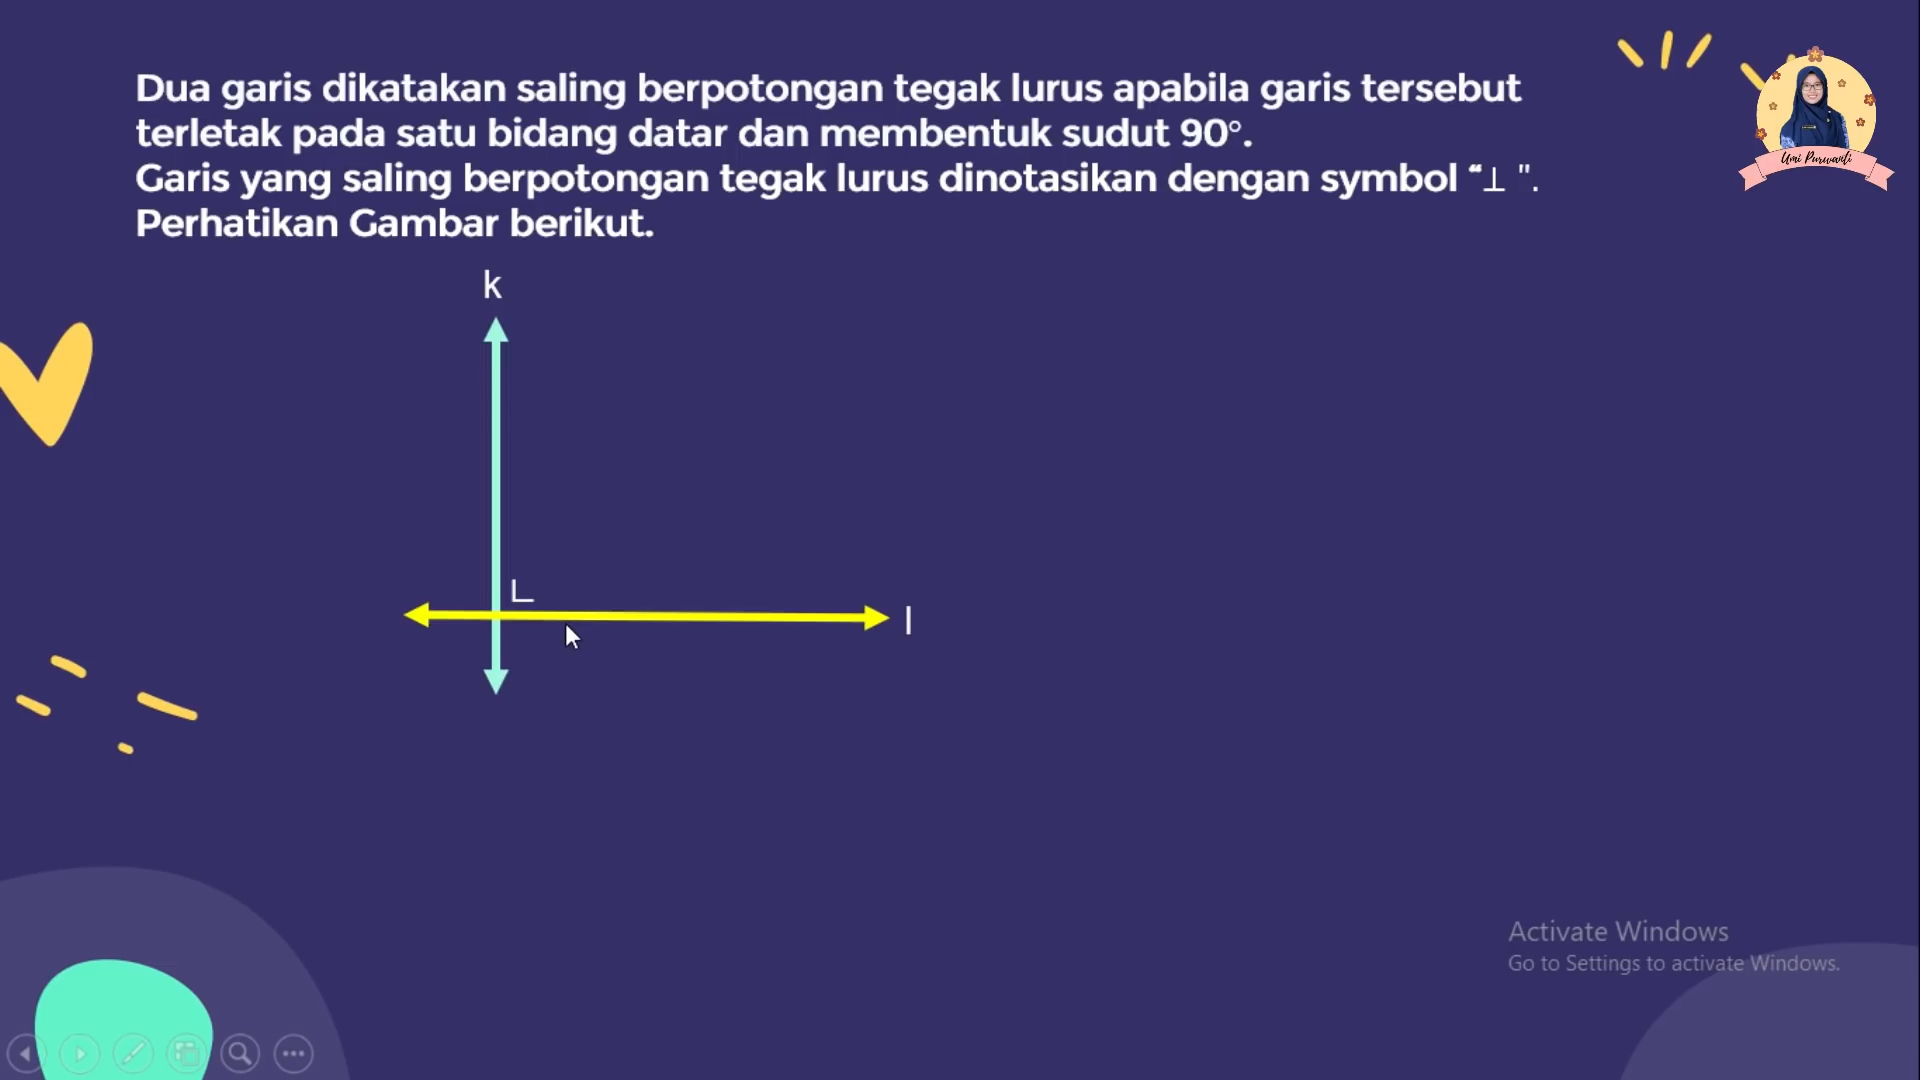 Dua garis dikatakan saling berpotongan tegak lurus apabila garis tersebut
terletak pada satu bidang datar dan membentuk sudut 90°.
Garis yang saling berpotongan tegak lurus dinotasikan dengan symbol “⊥ ".
Perhatikan Gambar berikut.
Umi Purwanti
k
l
Activate Windows
Go to Settings to activate Windows.